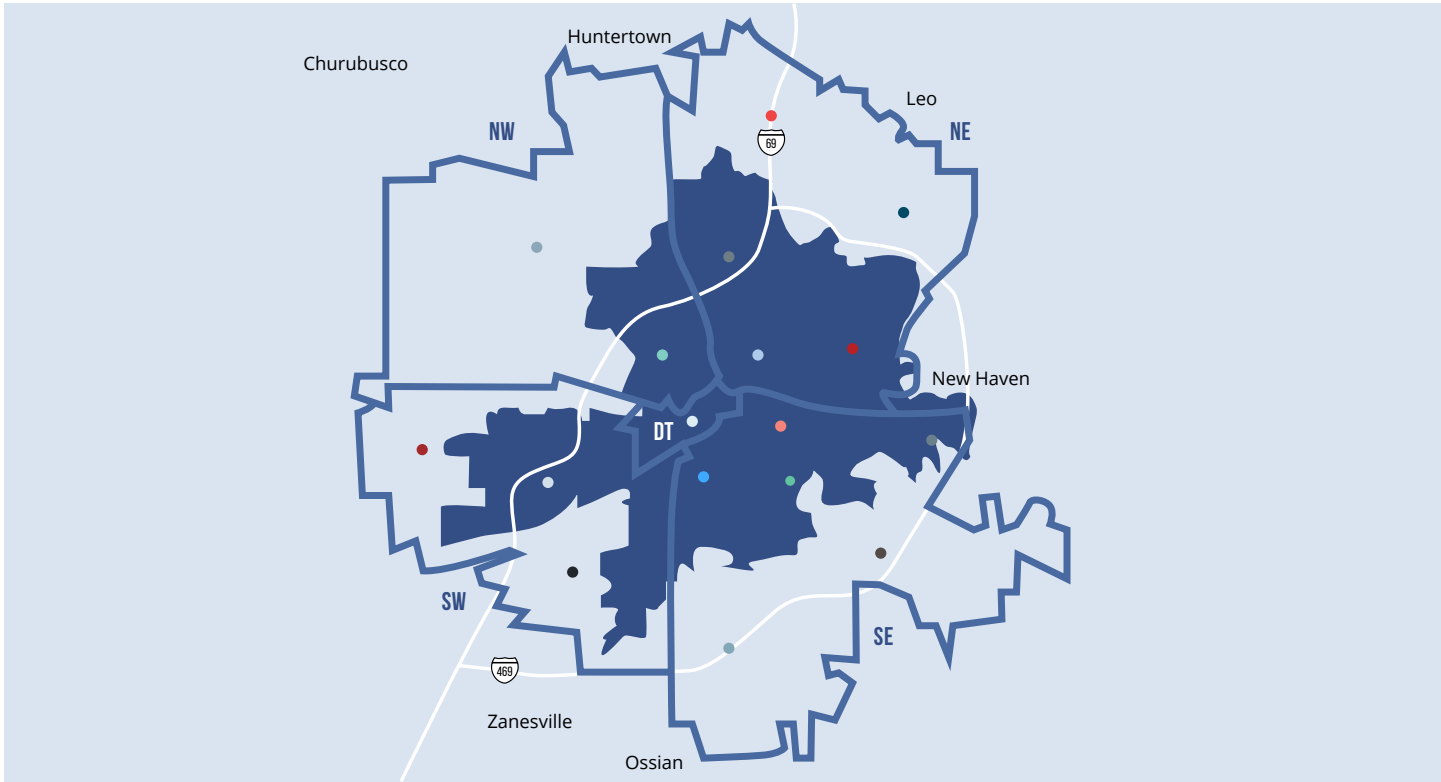 Huntertown
Churubusco
Leo
NW
NE
69
New Haven
DT
SW
SE
469
Zanesville
Ossian